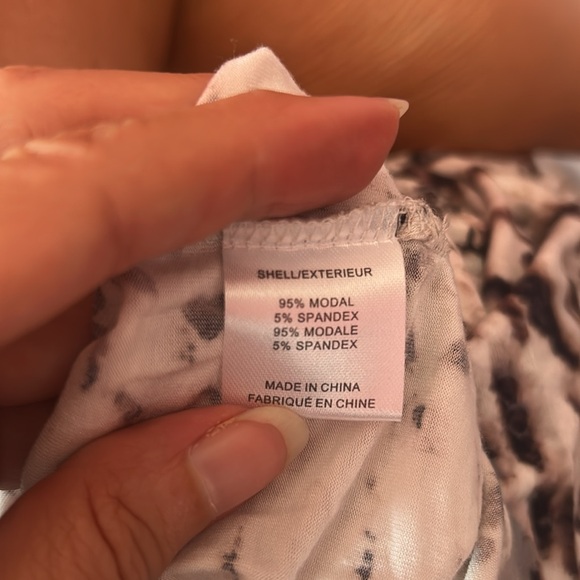 SHELL/EXTERIEUR
95% MODAL
5% SPANDEX
95% MODALE
5% SPANDEX
MADE IN CHINA
FABRIQUÉ EN CHINE